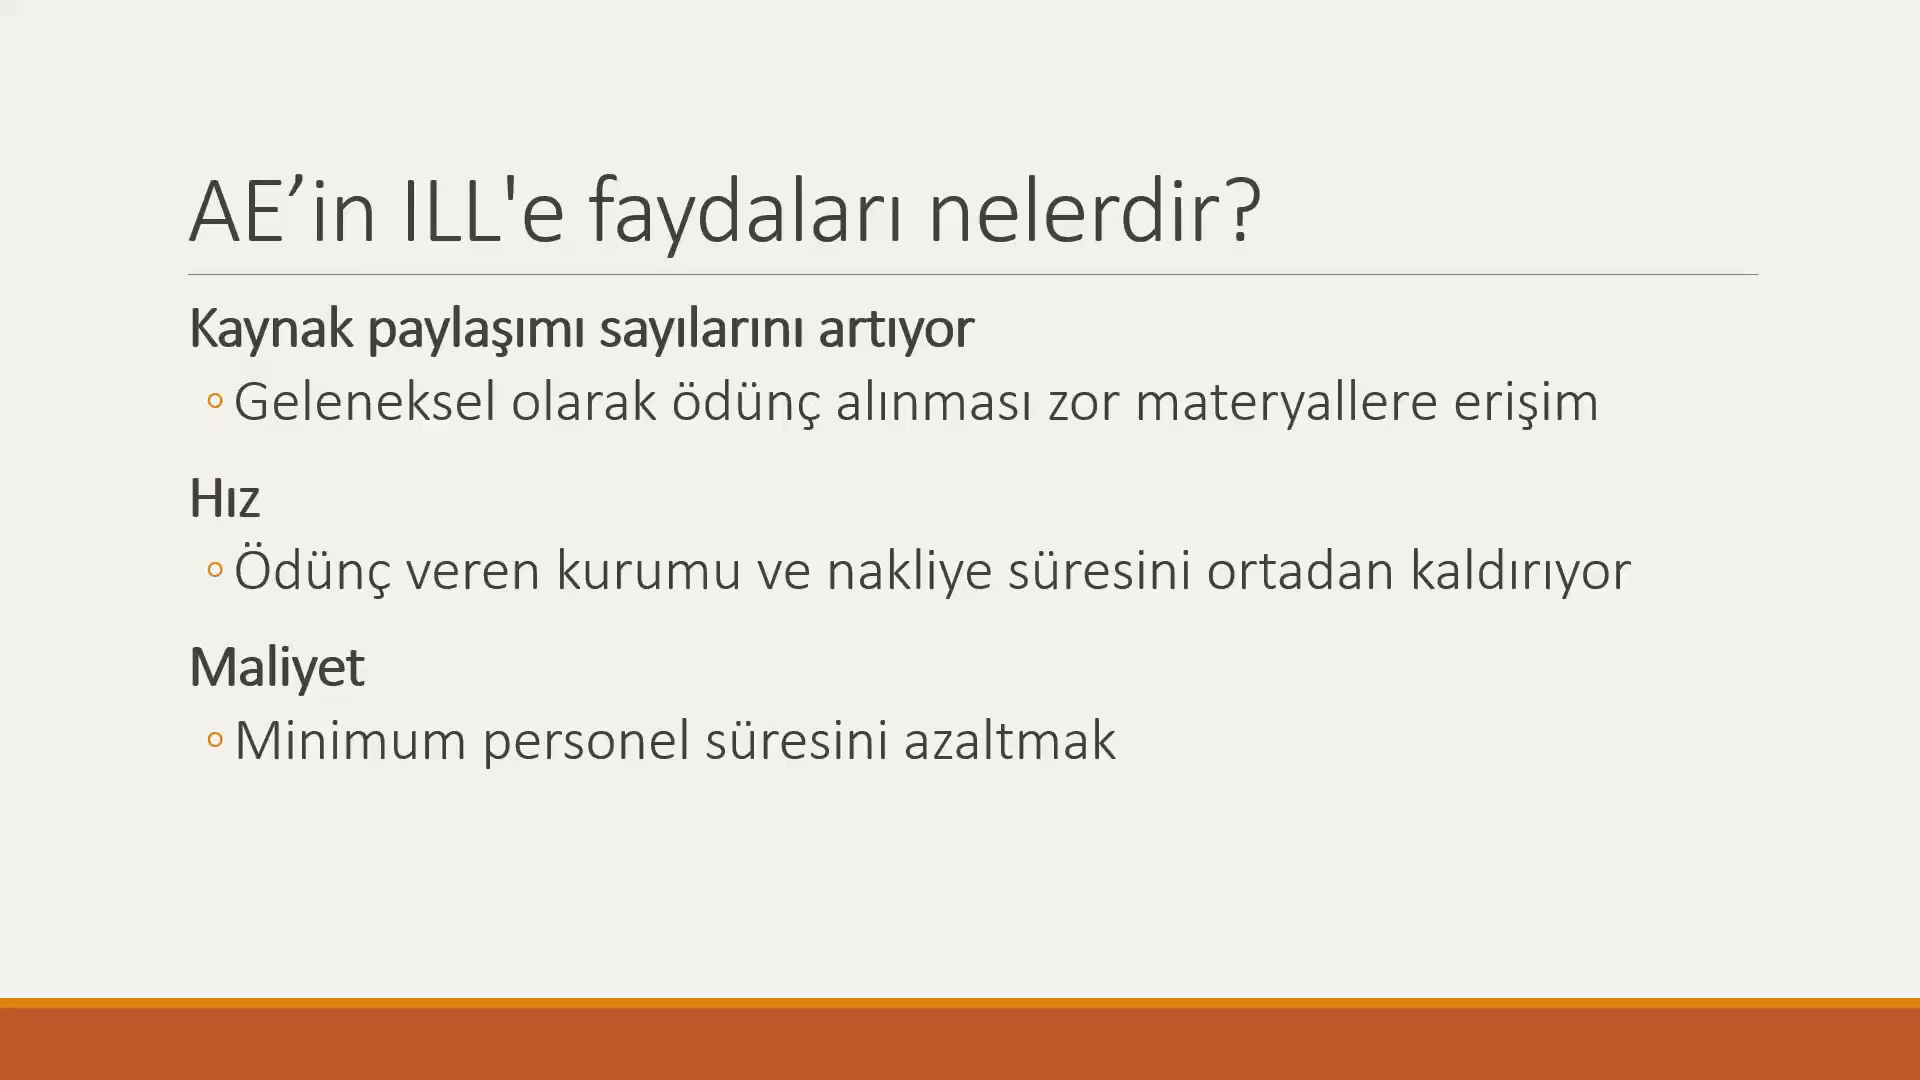 AE’in ILL'e faydaları nelerdir?
Kaynak paylaşımı sayılarını artıyor
Geleneksel olarak ödünç alınması zor materyallere erişim
Hız
Ödünç veren kurumu ve nakliye süresini ortadan kaldırıyor
Maliyet
Minimum personel süresini azaltmak